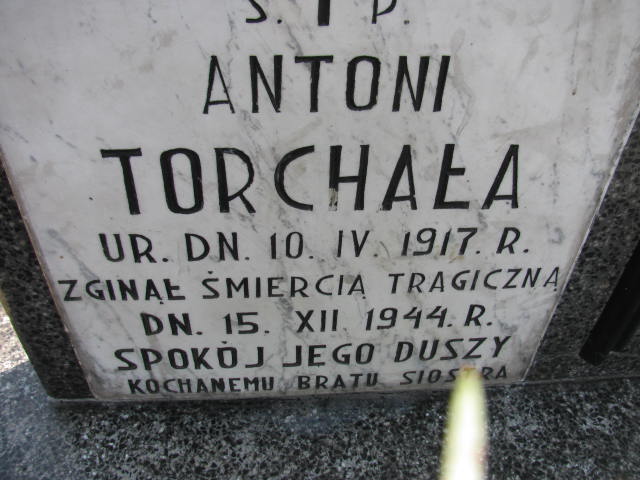 Ś. † P.
ANTONI
TORCHAŁA
UR. DN. 10. IV. 1917. R.
ZGINĄŁ ŚMIERCIĄ TRAGICZNĄ
DN. 15. XII 1944. R.
SPOKÓJ JEGO DUSZY
KOCHANEMU BRATU SIOSTRA